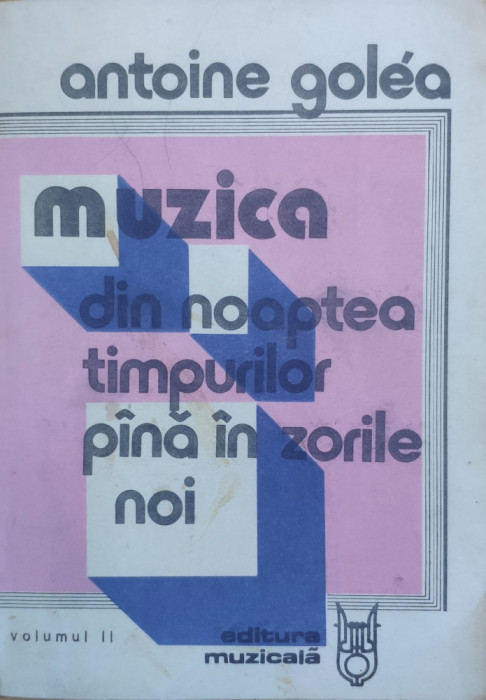 antoine goléa
muzica
din noaptea
timpurilor
pînă în zorile
noi
volumul II
editura
muzicală